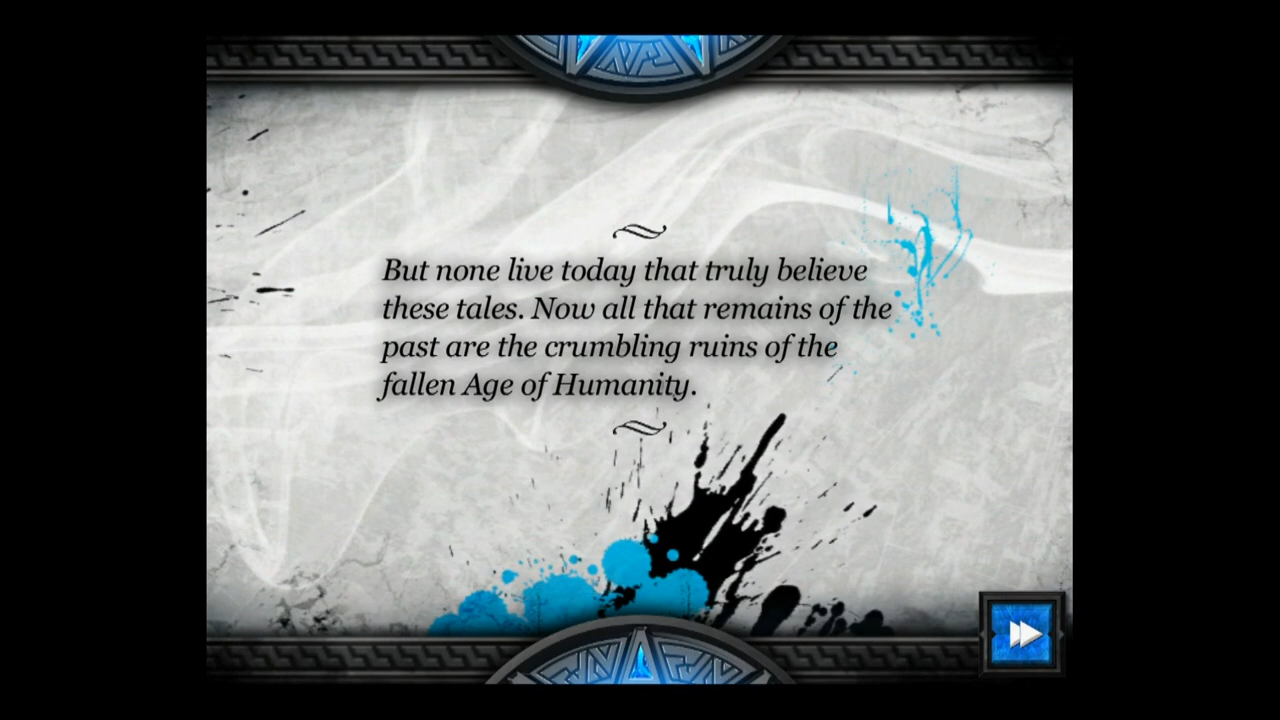 But none live today that truly believe
these tales. Now all that remains of the
past are the crumbling ruins of the
fallen Age of Humanity.